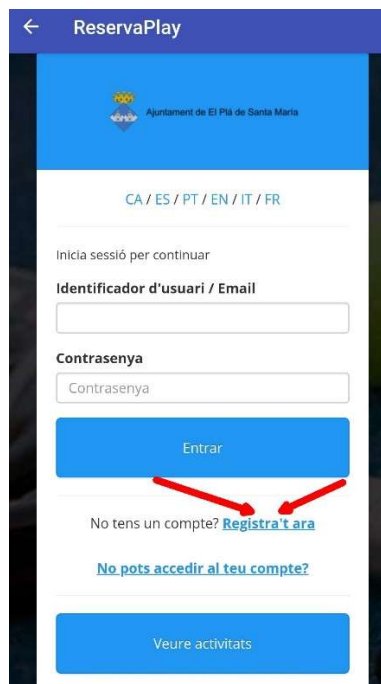 ReservaPlay
Ajuntament de El Plá de Santa Maria
CA / ES / PT / EN / IT / FR
Inicia sessió per continuar
Identificador d'usuari / Email
Contrasenya
Contrasenya
Entrar
No tens un compte? Registra't ara
No pots accedir al teu compte?
Veure activitats